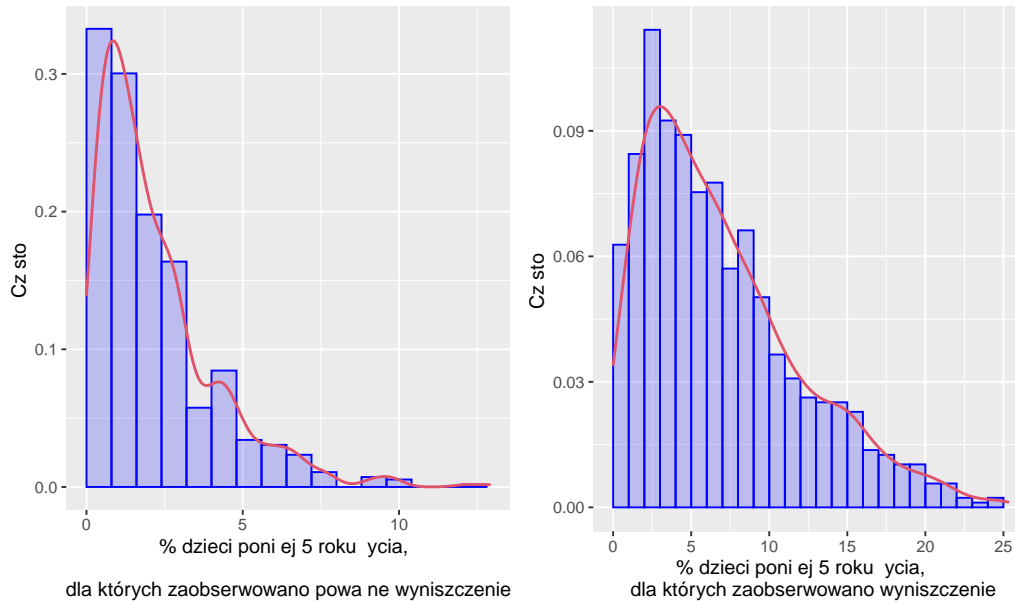 0.3
0.2
0.1
0.0
Cz sto
0
5
10
% dzieci poni ej 5 roku  ycia,
dla których zaobserwowano powa ne wyniszczenie
0.09
0.06
0.03
0.00
Cz sto
0
5
10
15
20
25
% dzieci poni ej 5 roku  ycia,
dla których zaobserwowano wyniszczenie